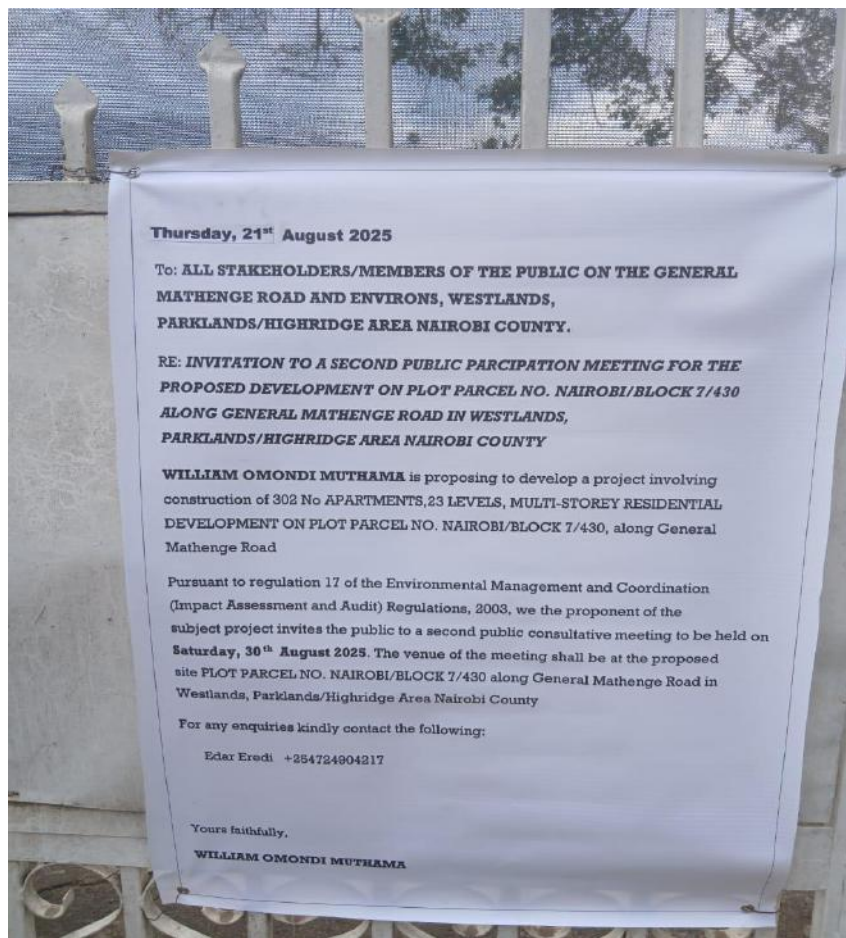 Thursday, 21st August 2025
To: ALL STAKEHOLDERS/MEMBERS OF THE PUBLIC ON THE GENERAL
MATHENGE ROAD AND ENVIRONS, WESTLANDS,
PARKLANDS/HIGHRIDGE AREA NAIROBI COUNTY.
RE: INVITATION TO A SECOND PUBLIC PARCIPATION MEETING FOR THE
PROPOSED DEVELOPMENT ON PLOT PARCEL NO. NAIROBI/BLOCK 7/430
ALONG GENERAL MATHENGE ROAD IN WESTLANDS,
PARKLANDS/HIGHRIDGE AREA NAIROBI COUNTY
WILLIAM OMONDI MUTHAMA is proposing to develop a project involving
construction of 302 No APARTMENTS,23 LEVELS, MULTI-STOREY RESIDENTIAL
DEVELOPMENT ON PLOT PARCEL NO. NAIROBI/BLOCK 7/430, along General
Mathenge Road
Pursuant to regulation 17 of the Environmental Management and Coordination
(Impact Assessment and Audit) Regulations, 2003, we the proponent of the
subject project invites the public to a second public consultative meeting to be held on
Saturday, 30th August 2025. The venue of the meeting shall be at the proposed
site PLOT PARCEL NO. NAIROBI/BLOCK 7/430 along General Mathenge Road in
Westlands, Parklands/Highridge Area Nairobi County
For any enquiries kindly contact the following:
Edar Eredi +254724904217
Yours faithfully,
WILLIAM OMONDI MUTHAMA